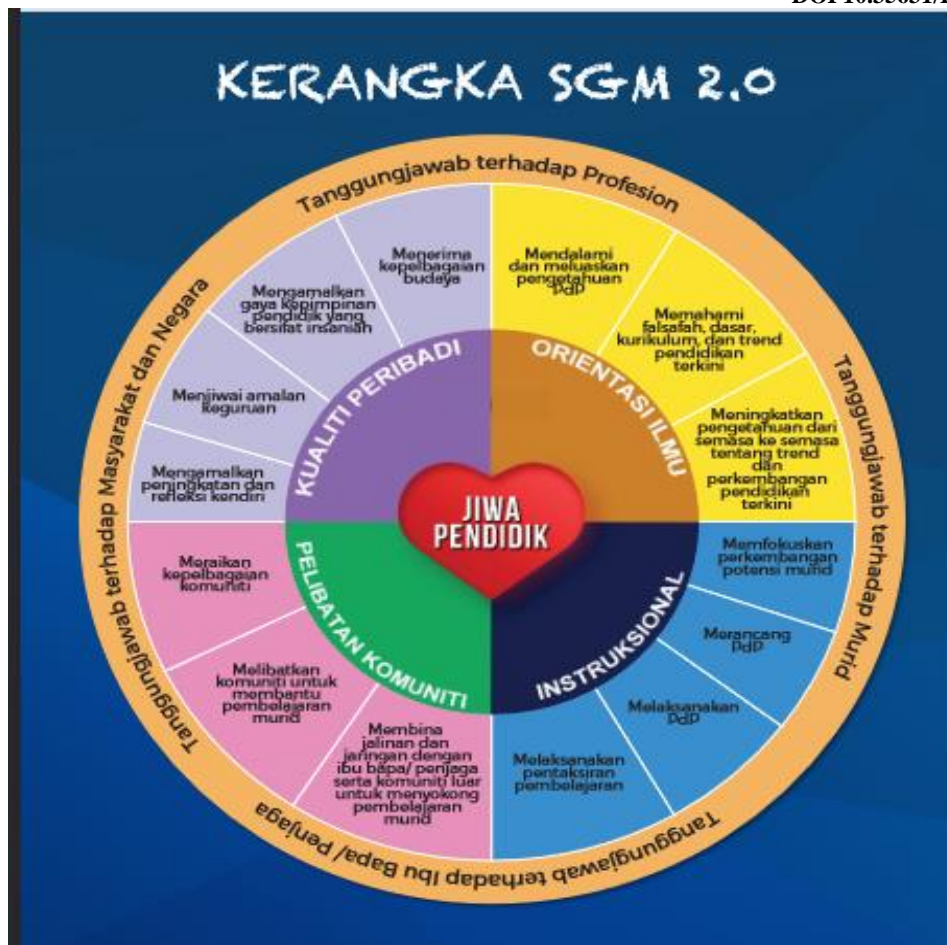 KERANGKA SGM 2.0
Tanggungjawab terhadap Profesion
Tanggungjawab terhadap Murid
Tanggungjawab terhadap Ibu Bapa/ Penjaga
Tanggungjawab terhadap Masyarakat dan Negara
Menerima
kepelbagaian
budaya
Mengamalkan
gaya kepimpinan
pendidik yang
bersifat insaniah
Menjiwai amalan
keguruan
Mengamalkan
peningkatan dan
refleksi kendiri
KUALITI PERIBADI
Mendalami
dan meluaskan
pengetahuan
PdP
Memahami
falsafah, dasar,
kurikulum, dan trend
pendidikan
terkini
Meningkatkan
pengetahuan dari
semasa ke semasa
tentang trend
dan
perkembangan
pendidikan
terkini
ORIENTASI ILMU
JIWA
PENDIDIK
Meraikan
kepelbagaian
komuniti
Melibatkan
komuniti untuk
membantu
pembelajaran
murid
Membina
jalinan dan
jaringan dengan
ibu bapa/ penjaga
serta komuniti luar
untuk menyokong
pembelajaran
murid
PELIBATAN KOMUNITI
Memfokuskan
perkembangan
potensi murid
Merancang
PdP
Melaksanakan
PdP
Melaksanakan
pentaksiran
pembelajaran
INSTRUKSIONAL